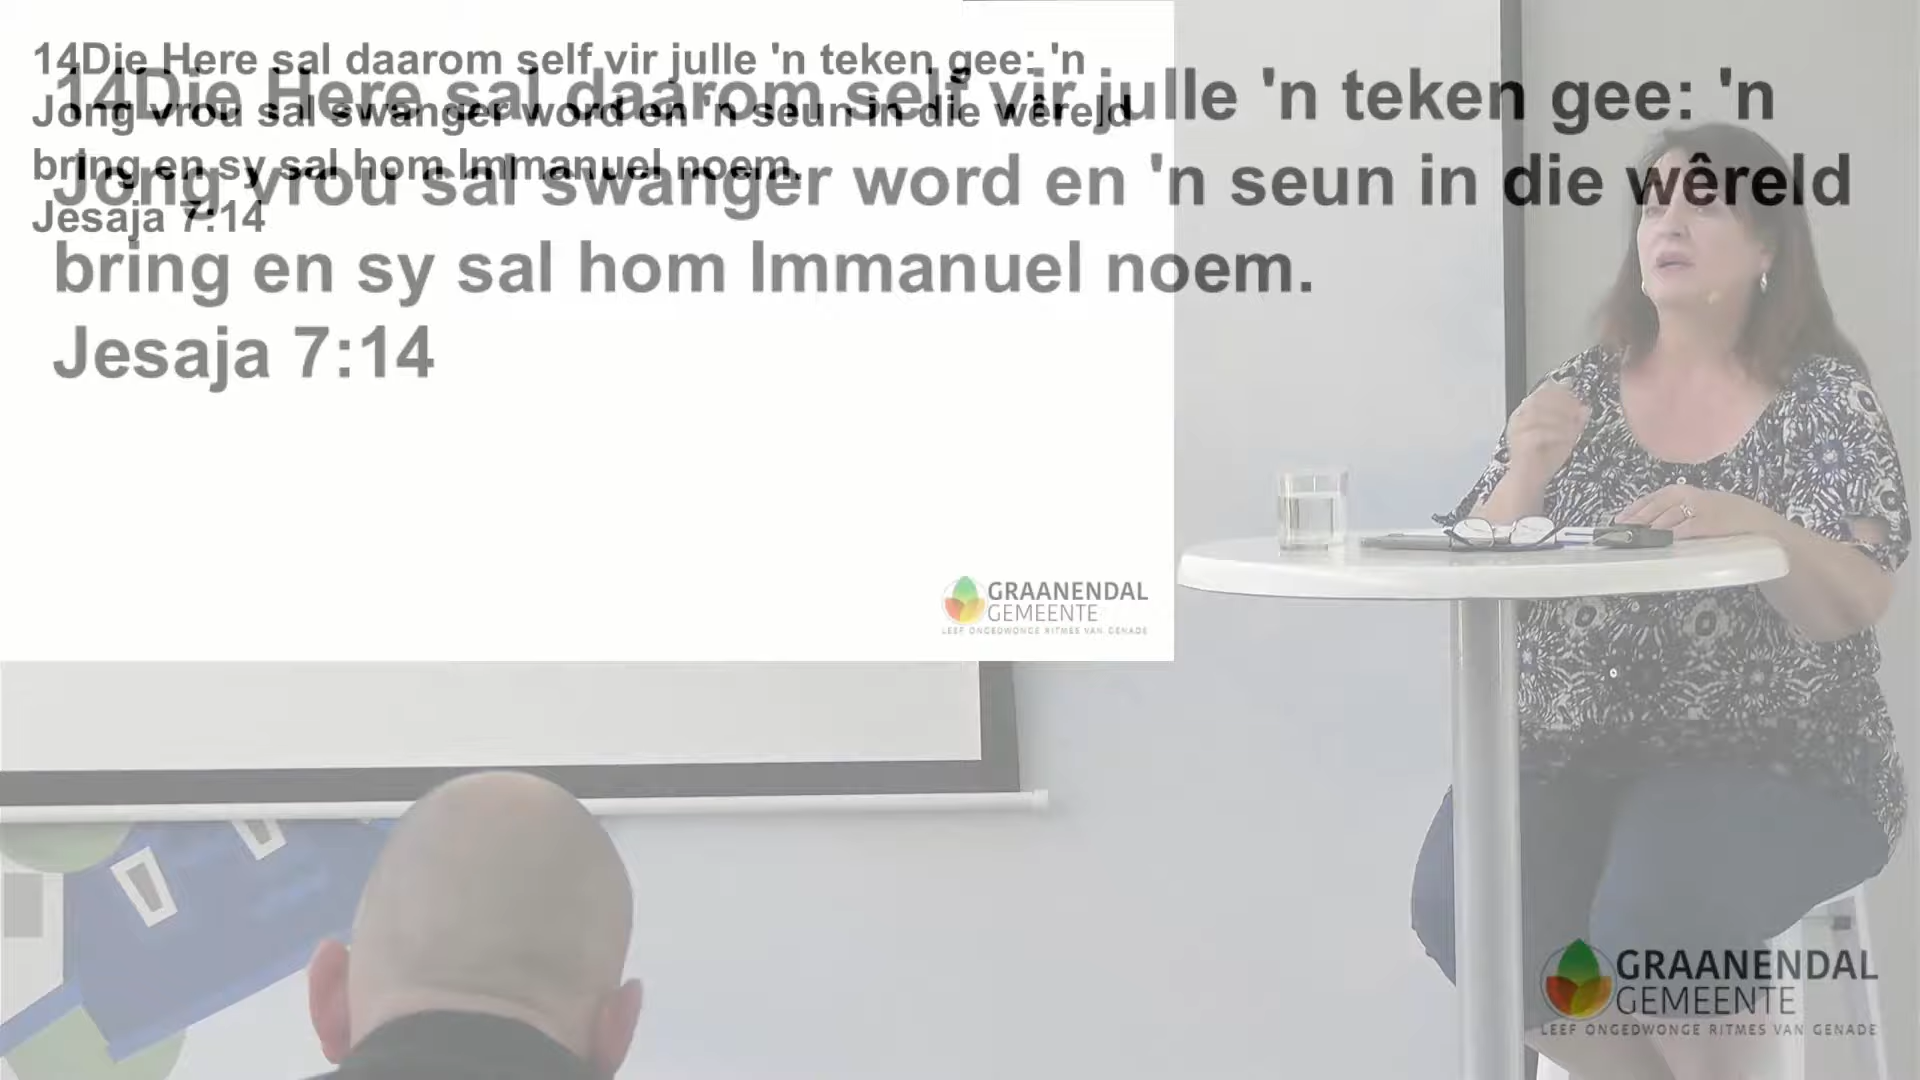 14Die Here sal daarom self vir julle 'n teken gee: 'n
Jong vrou sal swanger word en 'n seun in die wêreld
bring en sy sal hom Immanuel noem.
Jesaja 7:14
14Die Here sal daarom self vir julle 'n teken gee: 'n
Jong vrou sal swanger word en 'n seun in die wêreld
bring en sy sal hom Immanuel noem.
Jesaja 7:14
GRAANENDAL
GEMEENTE
LEEF ONGEDWONGE RITMES VAN GENADE
GRAANENDAL
GEMEENTE
LEEF ONGEDWONGE RITMES VAN GENADE